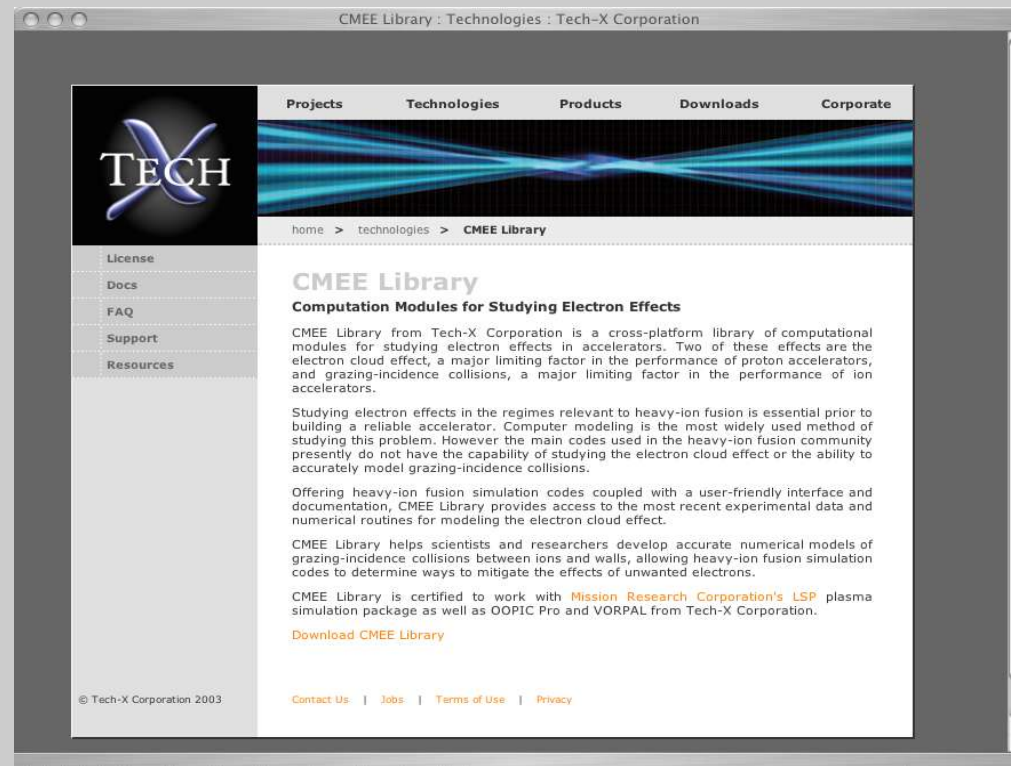 CMEE Library : Technologies : Tech-X Corporation
TECH
X
Projects Technologies Products Downloads Corporate
home > technologies > CMEE Library
License
Docs
FAQ
Support
Resources
CMEE Library
Computation Modules for Studying Electron Effects
CMEE Library from Tech-X Corporation is a cross-platform library of computational
modules for studying electron effects in accelerators. Two of these effects are the
electron cloud effect, a major limiting factor in the performance of proton accelerators,
and grazing-incidence collisions, a major limiting factor in the performance of ion
accelerators.
Studying electron effects in the regimes relevant to heavy-ion fusion is essential prior to
building a reliable accelerator. Computer modeling is the most widely used method of
studying this problem. However the main codes used in the heavy-ion fusion community
presently do not have the capability of studying the electron cloud effect or the ability to
accurately model grazing-incidence collisions.
Offering heavy-ion fusion simulation codes coupled with a user-friendly interface and
documentation, CMEE Library provides access to the most recent experimental data and
numerical routines for modeling the electron cloud effect.
CMEE Library helps scientists and researchers develop accurate numerical models of
grazing-incidence collisions between ions and walls, allowing heavy-ion fusion simulation
codes to determine ways to mitigate the effects of unwanted electrons.
CMEE Library is certified to work with Mission Research Corporation's LSP plasma
simulation package as well as OOPIC Pro and VORPAL from Tech-X Corporation.
Download CMEE Library
© Tech-X Corporation 2003
Contact Us | Jobs | Terms of Use | Privacy